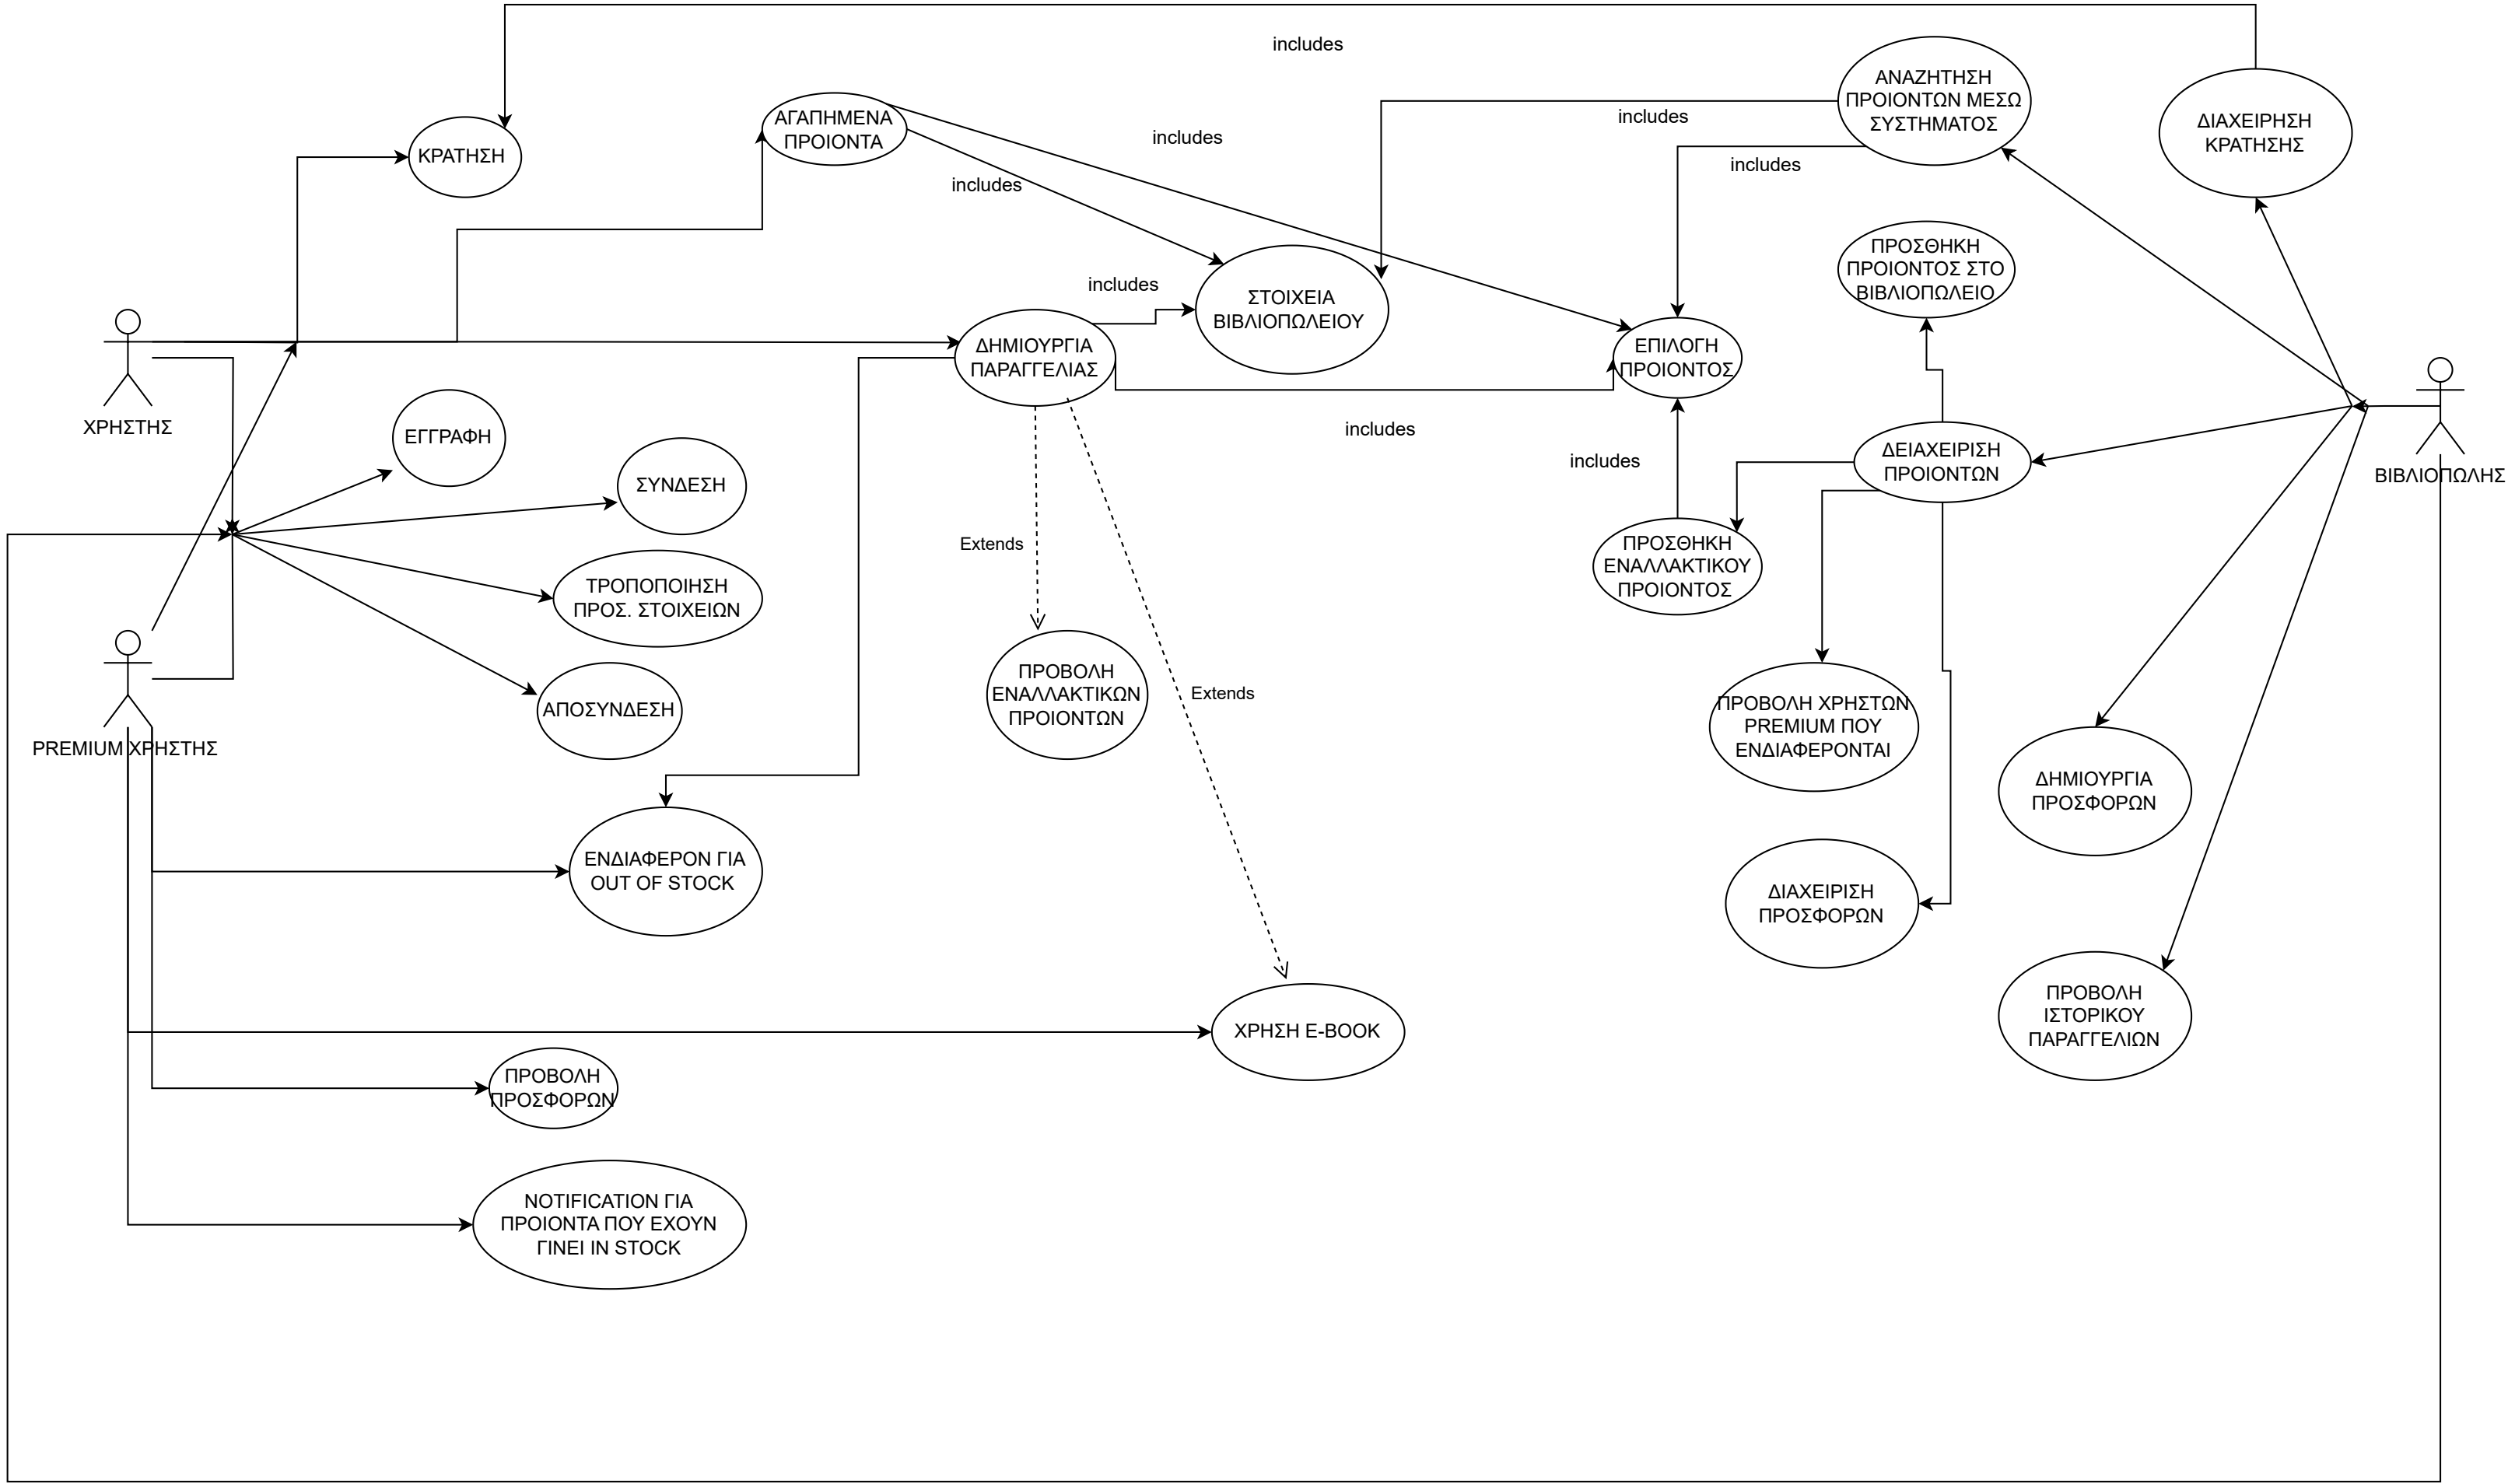 includes
ΑΝΑΖΗΤΗΣΗ
ΠΡΟΙΟΝΤΩΝ ΜΕΣΩ
ΣΥΣΤΗΜΑΤΟΣ
ΔΙΑΧΕΙΡΗΣΗ
ΚΡΑΤΗΣΗΣ
ΑΓΑΠΗΜΕΝΑ
ΠΡΟΙΟΝΤΑ
includes
includes
ΚΡΑΤΗΣΗ
includes
includes
ΠΡΟΣΘΗΚΗ
ΠΡΟΙΟΝΤΟΣ ΣΤΟ
ΒΙΒΛΙΟΠΩΛΕΙΟ
includes
ΣΤΟΙΧΕΙΑ
ΒΙΒΛΙΟΠΩΛΕΙΟΥ
ΔΗΜΙΟΥΡΓΙΑ
ΠΑΡΑΓΓΕΛΙΑΣ
ΕΠΙΛΟΓΗ
ΠΡΟΙΟΝΤΟΣ
ΧΡΗΣΤΗΣ
ΕΓΓΡΑΦΗ
includes
includes
ΔΕΙΑΧΕΙΡΙΣΗ
ΠΡΟΙΟΝΤΩΝ
ΒΙΒΛΙΟΠΩΛΗΣ
ΣΥΝΔΕΣΗ
Extends
ΠΡΟΣΘΗΚΗ
ΕΝΑΛΛΑΚΤΙΚΟΥ
ΠΡΟΙΟΝΤΟΣ
ΤΡΟΠΟΠΟΙΗΣΗ
ΠΡΟΣ. ΣΤΟΙΧΕΙΩΝ
ΠΡΟΒΟΛΗ
ΕΝΑΛΛΑΚΤΙΚΩΝ
ΠΡΟΙΟΝΤΩΝ
Extends
ΠΡΟΒΟΛΗ ΧΡΗΣΤΩΝ
PREMIUM ΠΟΥ
ΕΝΔΙΑΦΕΡΟΝΤΑΙ
ΑΠΟΣΥΝΔΕΣΗ
PREMIUM ΧΡΗΣΤΗΣ
ΔΗΜΙΟΥΡΓΙΑ
ΠΡΟΣΦΟΡΩΝ
ΕΝΔΙΑΦΕΡΟΝ ΓΙΑ
OUT OF STOCK
ΔΙΑΧΕΙΡΙΣΗ
ΠΡΟΣΦΟΡΩΝ
ΠΡΟΒΟΛΗ
ΙΣΤΟΡΙΚΟΥ
ΠΑΡΑΓΓΕΛΙΩΝ
ΧΡΗΣΗ E-BOOK
ΠΡΟΒΟΛΗ
ΠΡΟΣΦΟΡΩΝ
NOTIFICATION ΓΙΑ
ΠΡΟΙΟΝΤΑ ΠΟΥ ΕΧΟΥΝ
ΓΙΝΕΙ IN STOCK